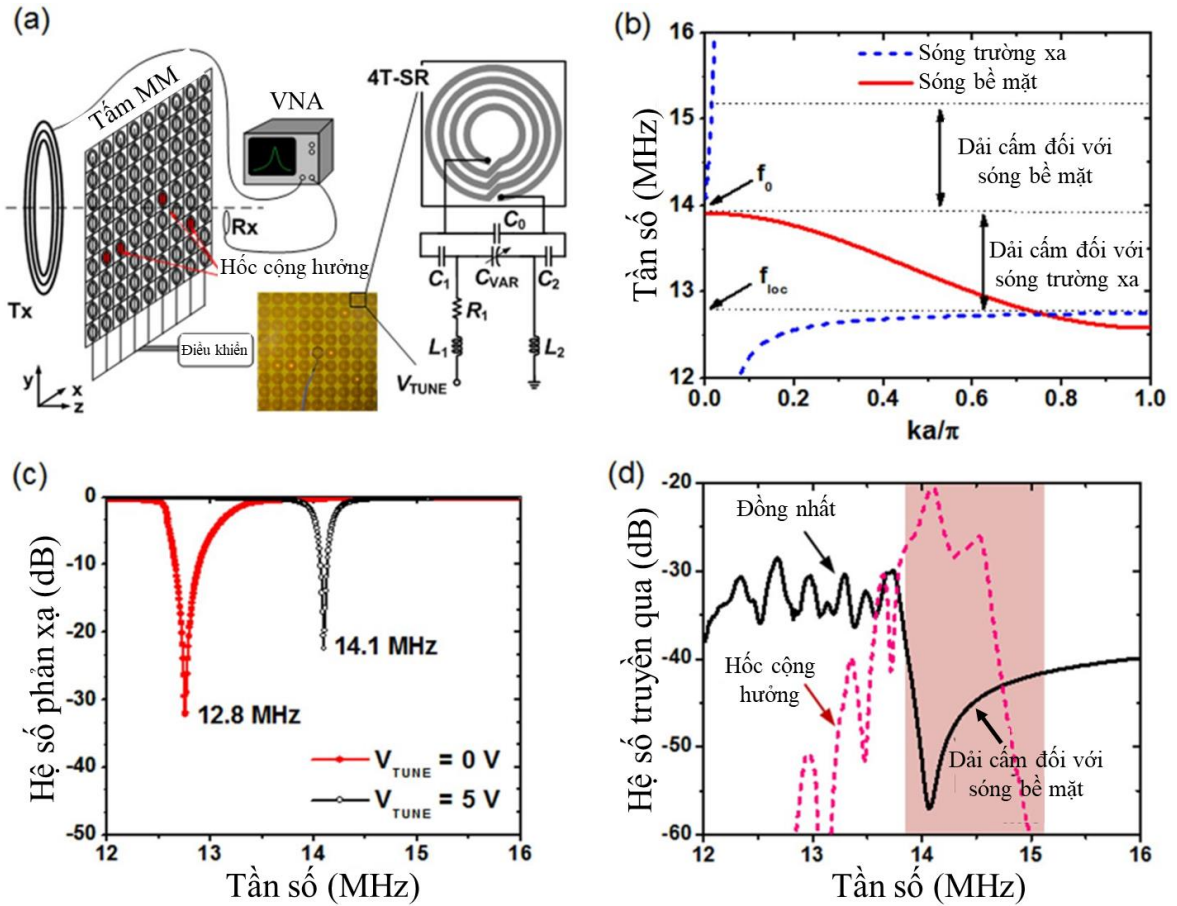 (a)
Tấm MM
VNA
4T-SR
Rx
Hốc cộng hưởng
Tx
Điều khiển
y
x
z
C0
C1
CVAR
C2
R1
L1
L2
VTUNE
(b)
Tần số (MHz)
16
15
14
13
12
Sóng trường xa
Sóng bề mặt
Dải cấm đối với
sóng bề mặt
f0
Dải cấm đối với
sóng trường xa
floc
0.0 0.2 0.4 0.6 0.8 1.0
ka/π
(c)
Hệ số phản xạ (dB)
0
-10
-20
-30
-40
-50
14.1 MHz
12.8 MHz
VTUNE = 0 V
VTUNE = 5 V
12 13 14 15 16
Tần số (MHz)
(d)
Hệ số truyền qua (dB)
-20
-30
-40
-50
-60
Đồng nhất
Hốc cộng
hưởng
Dải cấm đối với
sóng bề mặt
12 13 14 15 16
Tần số (MHz)